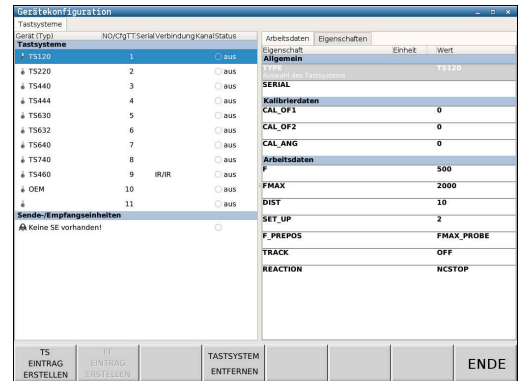 Gerätekonfiguration
Tastsysteme
Gerät (Typ) NO/CfgTT Serial Verbindung Kanal Status
Tastsysteme
TS120 1 aus
TS220 2 aus
TS440 3 aus
TS444 4 aus
TS630 5 aus
TS632 6 aus
TS640 7 aus
TS740 8 aus
TS460 9 IR/IR aus
OEM 10 aus
11 aus
Sende-/Empfangseinheiten
Keine SE vorhanden!
Arbeitsdaten Eigenschaften
Eigenschaft Einheit Wert
Allgemein
TYPE TS120
Auswahl des Tastsystems
SERIAL
Kalibrierdaten
CAL_OF1 0
CAL_OF2 0
CAL_ANG 0
Arbeitsdaten
F 500
FMAX 2000
DIST 10
SET_UP 2
F_PREPOS FMAX_PROBE
TRACK OFF
REACTION NCSTOP
TS EINTRAG ERSTELLEN
TT EINTRAG ERSTELLEN
TASTSYSTEM ENTFERNEN
ENDE